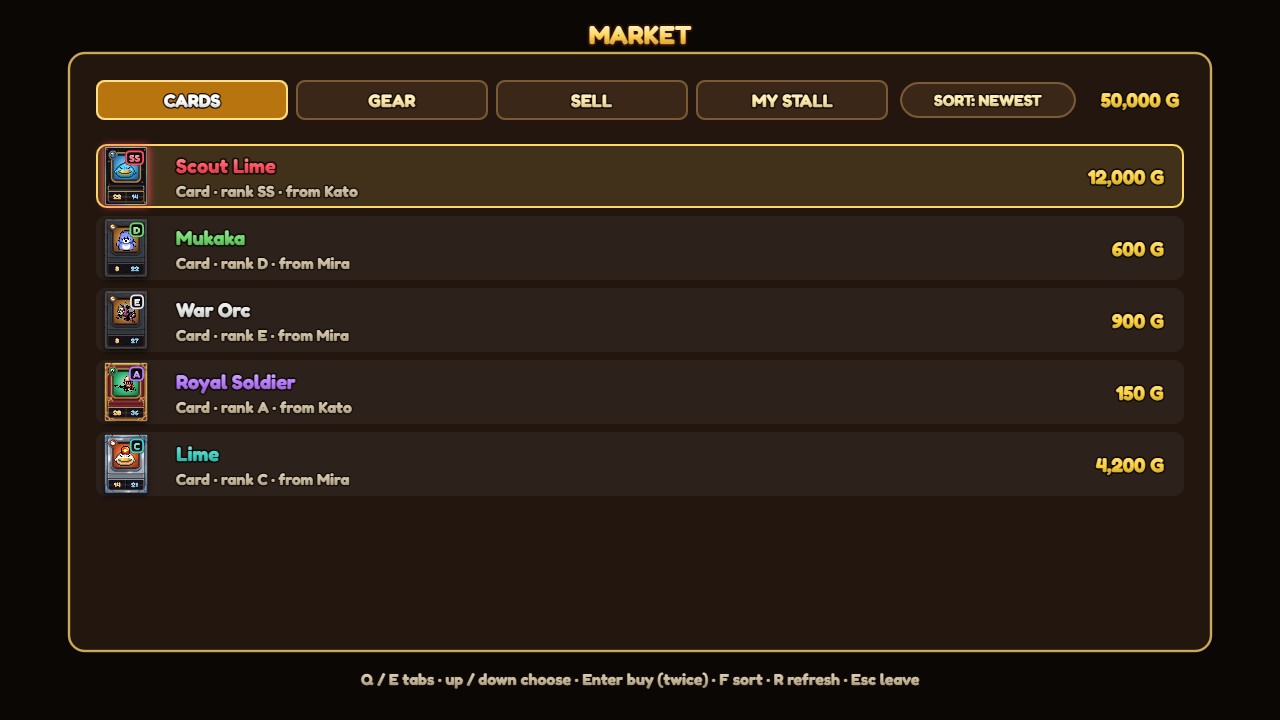 MARKET
CARDS GEAR SELL MY STALL SORT: NEWEST 50,000 G
SS
Scout Lime
Card · rank SS · from Kato
12,000 G
D
Mukaka
Card · rank D · from Mira
600 G
E
War Orc
Card · rank E · from Mira
900 G
A
Royal Soldier
Card · rank A · from Kato
150 G
C
Lime
Card · rank C · from Mira
4,200 G
Q / E tabs · up / down choose · Enter buy (twice) · F sort · R refresh · Esc leave